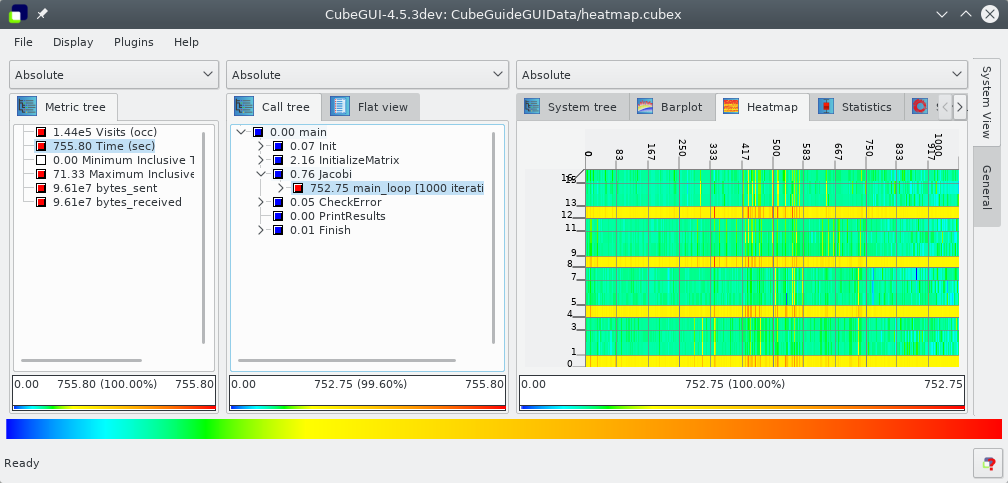 CubeGUI-4.5.3dev: CubeGuideGUIData/heatmap.cubex
File Display Plugins Help
Absolute
Metric tree
1.44e5 Visits (occ)
755.80 Time (sec)
0.00 Minimum Inclusive T
71.33 Maximum Inclusive
9.61e7 bytes_sent
9.61e7 bytes_received
0.00 755.80 (100.00%) 755.80
Absolute
Call tree Flat view
0.00 main
0.07 Init
2.16 InitializeMatrix
0.76 Jacobi
752.75 main_loop [1000 iterati
0.05 CheckError
0.00 PrintResults
0.01 Finish
0.00 752.75 (99.60%) 755.80
Absolute
System tree Barplot Heatmap Statistics
0 83 167 250 333 417 500 583 667 750 833 917 1000
16
15
13
12
11
9
8
7
5
4
3
1
0
0.00 752.75 (100.00%) 752.75
System View
General
Ready